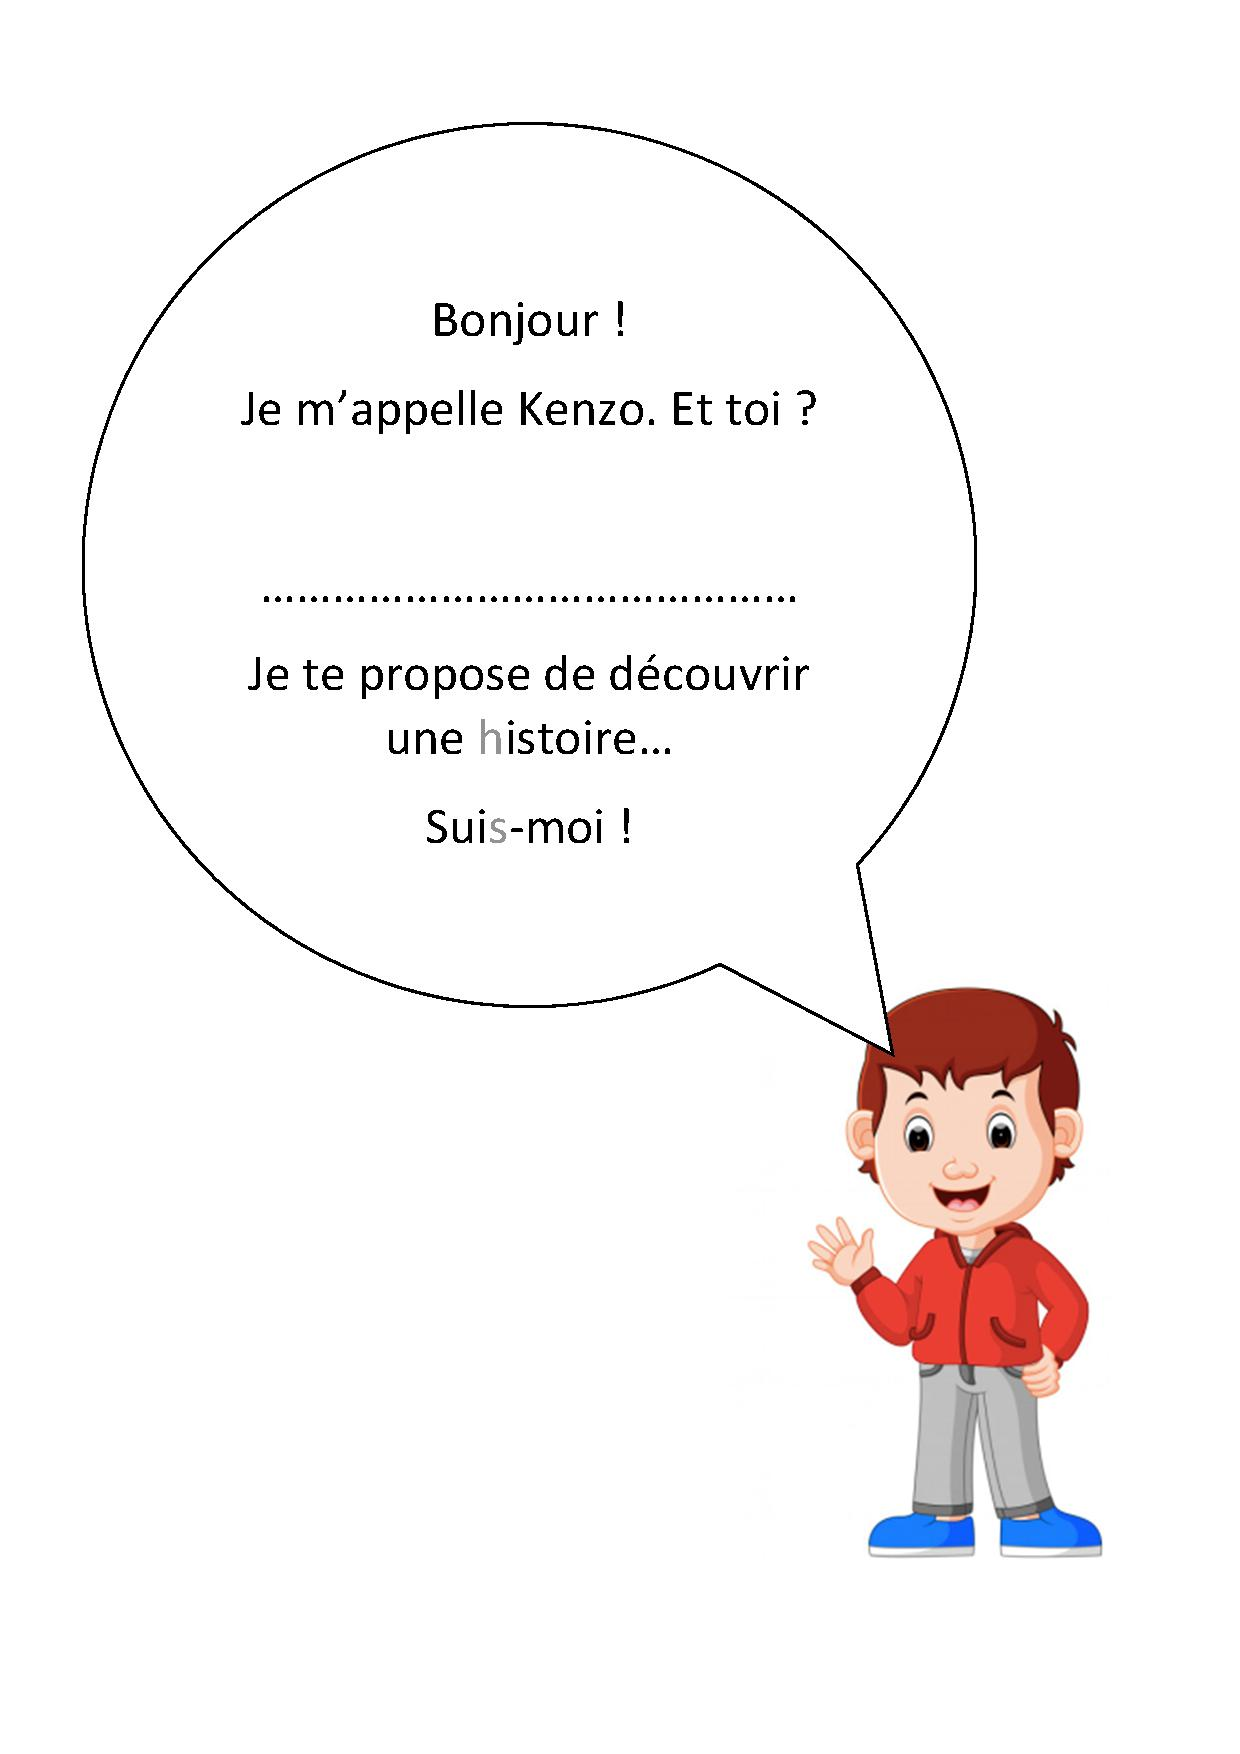 Bonjour !
Je m’appelle Kenzo. Et toi ?
…………………………………………
Je te propose de découvrir
une histoire…
Suis-moi !